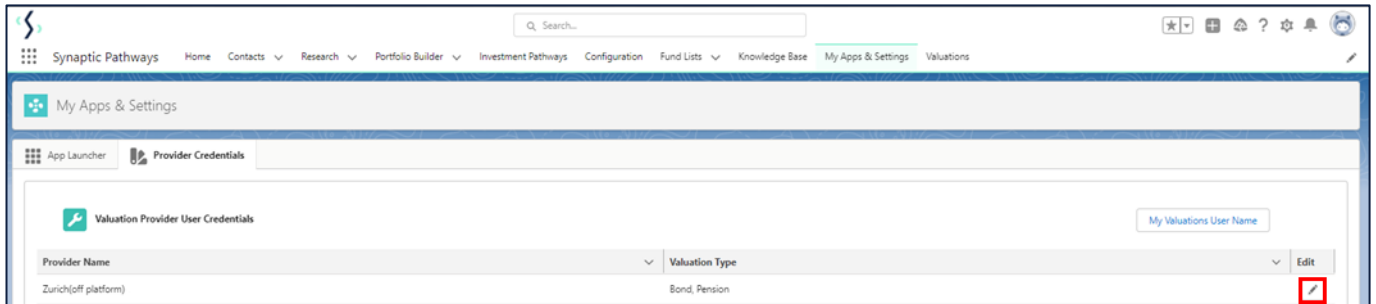 Search...
Synaptic Pathways Home Contacts Research Portfolio Builder Investment Pathways Configuration Fund Lists Knowledge Base My Apps & Settings Valuations
My Apps & Settings
App Launcher Provider Credentials
Valuation Provider User Credentials My Valuations User Name
Provider Name Valuation Type Edit
Zurich(off platform) Bond, Pension